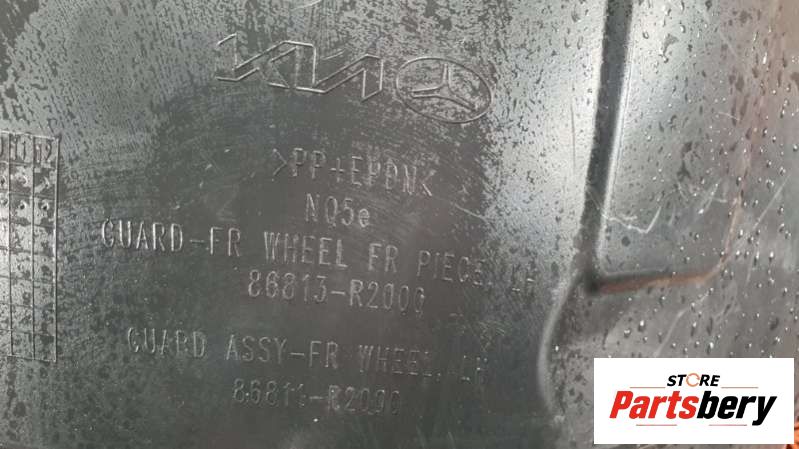 KIA
>PP+EPDM<
NQ5e
GUARD-FR WHEEL FR PIECE, LH
86813-R2000
GUARD ASSY-FR WHEEL, LH
86811-R2000
STORE
Partsbery